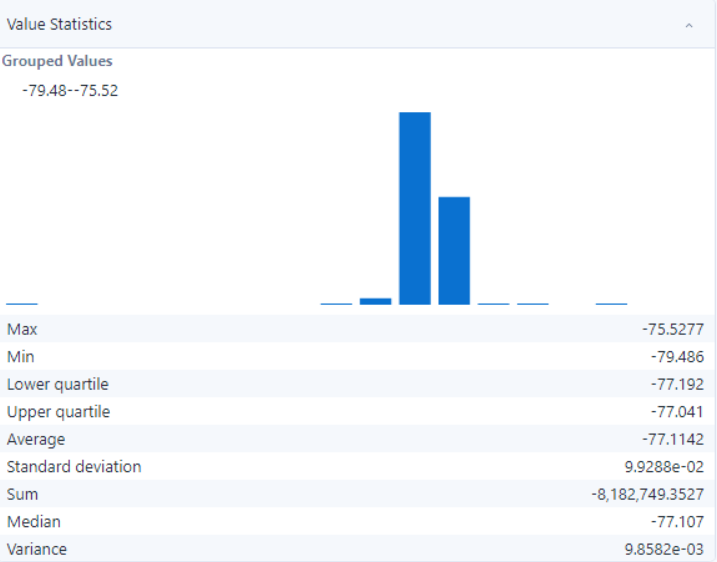 Value Statistics
Grouped Values
-79.48--75.52
Max -75.5277
Min -79.486
Lower quartile -77.192
Upper quartile -77.041
Average -77.1142
Standard deviation 9.9288e-02
Sum -8,182,749.3527
Median -77.107
Variance 9.8582e-03